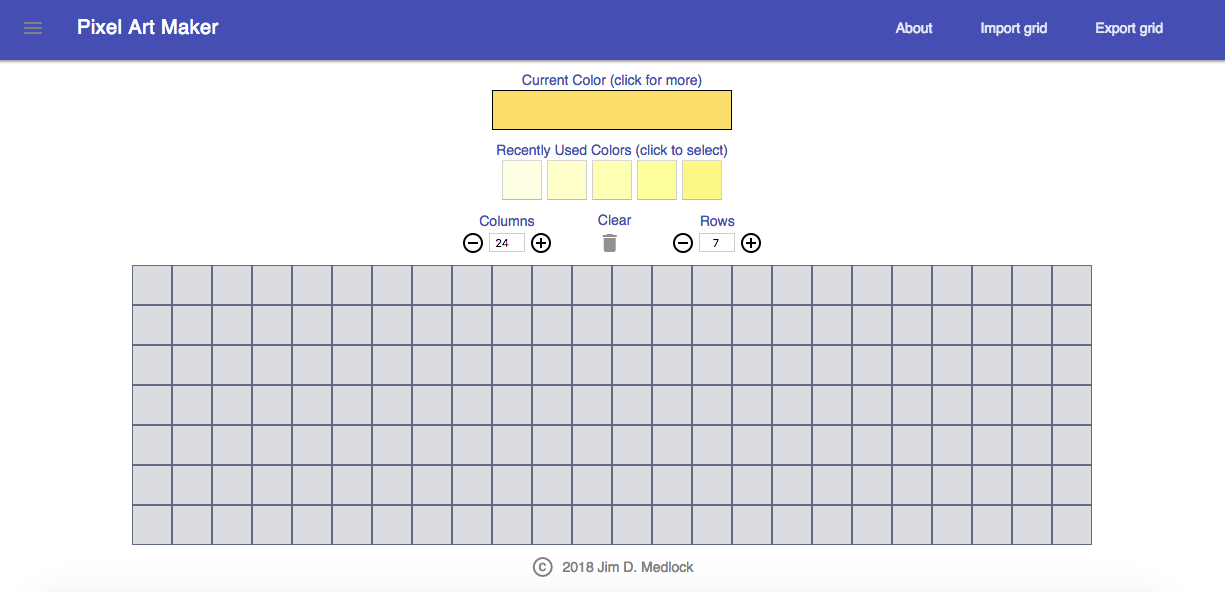 Pixel Art Maker
About Import grid Export grid
Current Color (click for more)
Recently Used Colors (click to select)
Columns Clear Rows
24 7
© 2018 Jim D. Medlock